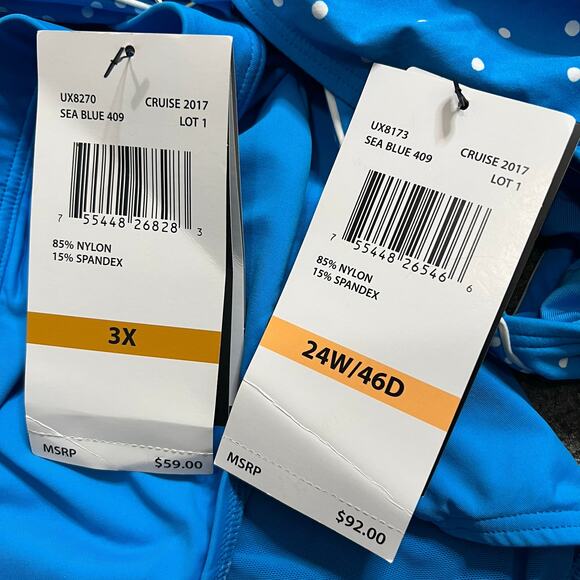 UX8270 CRUISE 2017
SEA BLUE 409 LOT 1
7 55448 26828 3
85% NYLON
15% SPANDEX
3X
MSRP $59.00
UX8173 CRUISE 2017
SEA BLUE 409 LOT 1
7 55448 26546 6
85% NYLON
15% SPANDEX
24W/46D
MSRP $92.00